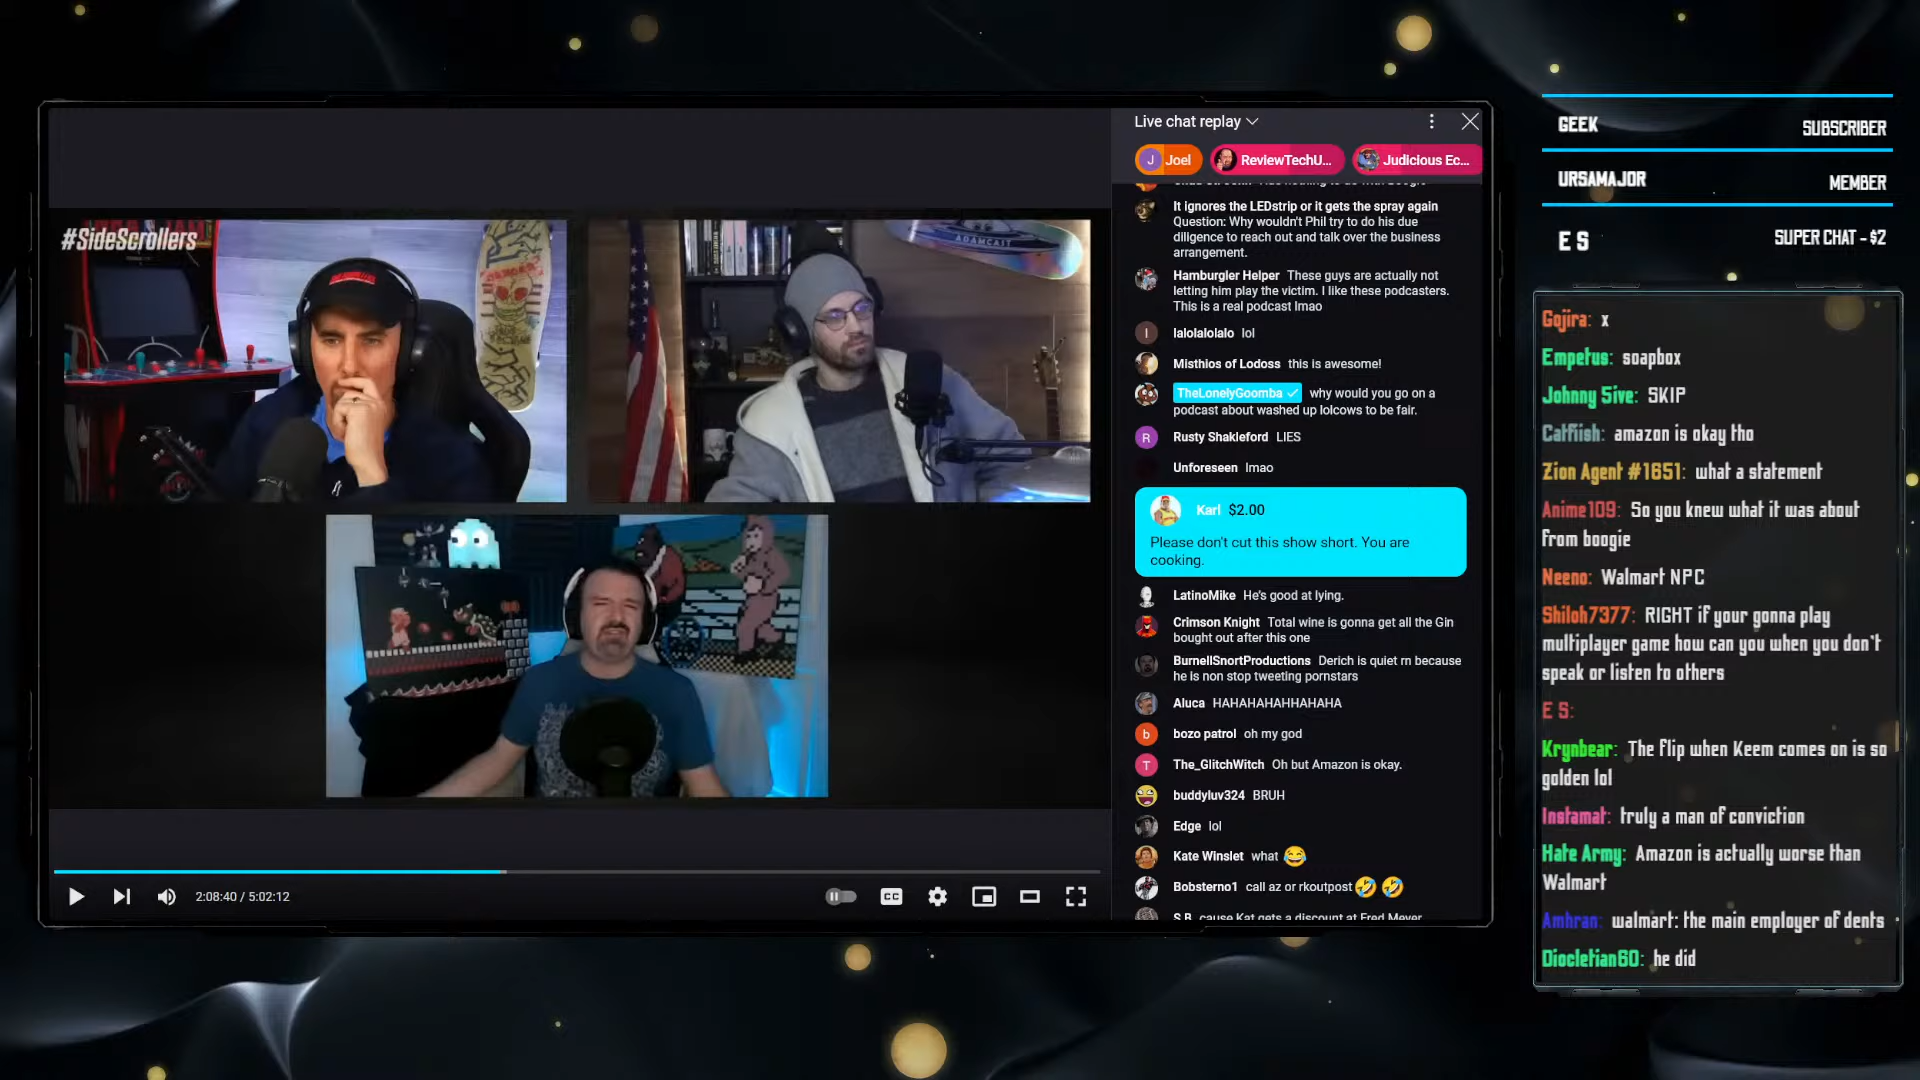 #SideScrollers
ADAMCAST
Live chat replay
J Joel
ReviewTechU...
Judicious Ec...
It ignores the LEDstrip or it gets the spray again
Question: Why wouldn't Phil try to do his due
diligence to reach out and talk over the business
arrangement.
Hamburgler Helper These guys are actually not
letting him play the victim. I like these podcasters.
This is a real podcast lmao
lalolalolalo lol
Misthios of Lodoss this is awesome!
TheLonelyGoomba why would you go on a
podcast about washed up lolcows to be fair.
R Rusty Shakleford LIES
Unforeseen lmao
Karl $2.00
Please don't cut this show short. You are
cooking.
LatinoMike He's good at lying.
Crimson Knight Total wine is gonna get all the Gin
bought out after this one
BurnellSnortProductions Derich is quiet rn because
he is non stop tweeting pornstars
Aluca HAHAHAHAHHAHAHA
b bozo patrol oh my god
T The_GlitchWitch Oh but Amazon is okay.
buddyluv324 BRUH
Edge lol
Kate Winslet what 😂
Bobsterno1 call az or rkoutpost🤣 🤣
S.B. cause Kat gets a discount at Fred Meyer
2:08:40 / 5:02:12
CC
GEEK SUBSCRIBER
URSAMAJOR MEMBER
E S SUPER CHAT - $2
Gojira: x
Empetus: soapbox
Johnny 5ive: SKIP
Catfiish: amazon is okay tho
Zion Agent #1651: what a statement
Anime109: So you knew what it was about
from boogie
Neeno: Walmart NPC
Shiloh7377: RIGHT if your gonna play
multiplayer game how can you when you don't
speak or listen to others
E S:
Krynbear: The flip when Keem comes on is so
golden lol
Instamat: truly a man of conviction
Hate Army: Amazon is actually worse than
Walmart
Amhran: walmart: the main employer of dents
Diocletian60: he did